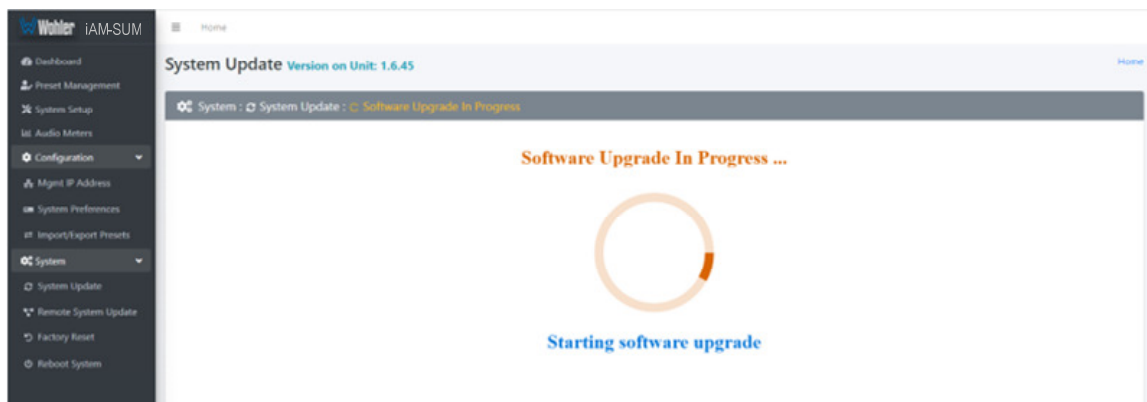 Wohler iAM-SUM
Home
Dashboard
Preset Management
System Setup
Audio Meters
Configuration
Mgmt IP Address
System Preferences
Import/Export Presets
System
System Update
Remote System Update
Factory Reset
Reboot System
System Update Version on Unit: 1.6.45
Home
System : System Update : Software Upgrade In Progress
Software Upgrade In Progress ...
Starting software upgrade